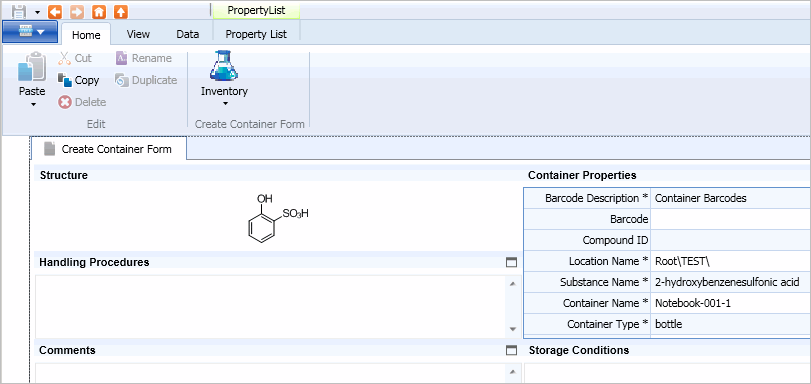 PropertyList
Home View Data Property List
Paste
Cut
Copy
Delete
Rename
Duplicate
Edit
Inventory
Create Container Form
Create Container Form
Structure
OH
SO3H
Handling Procedures
Comments
Container Properties
Barcode Description * Container Barcodes
Barcode
Compound ID
Location Name * Root\TEST\
Substance Name * 2-hydroxybenzenesulfonic acid
Container Name * Notebook-001-1
Container Type * bottle
Storage Conditions